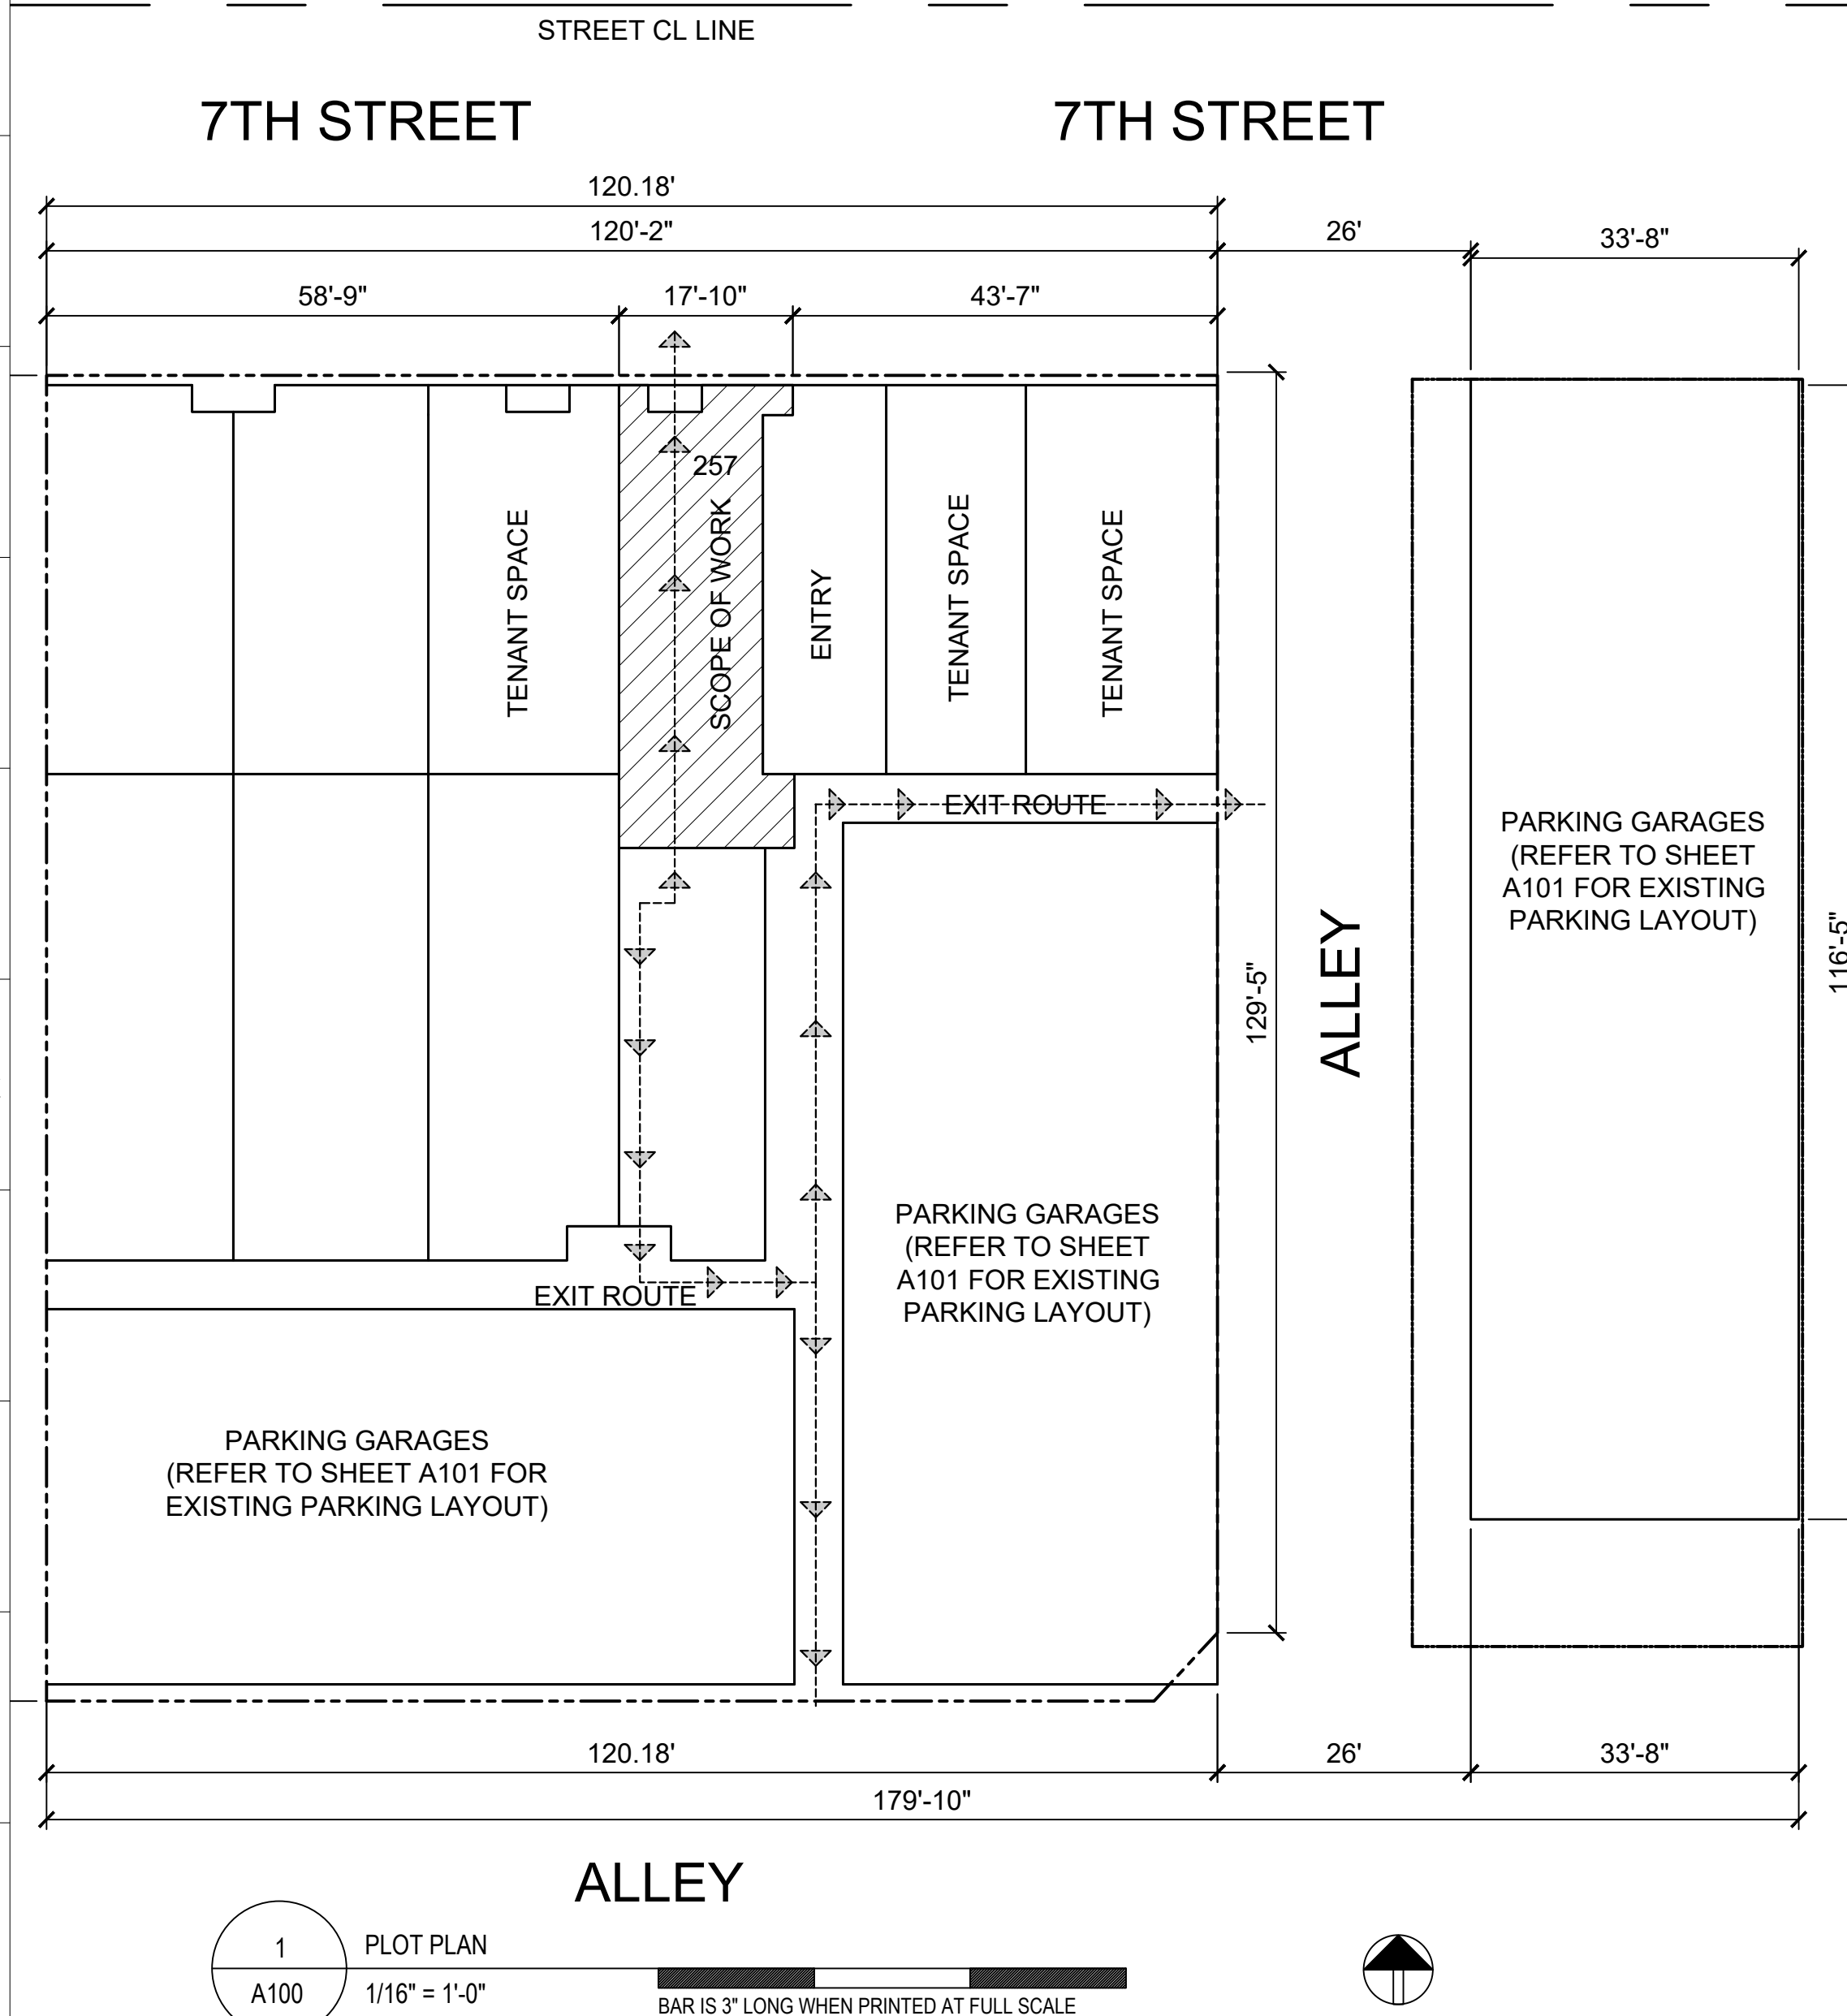 STREET CL LINE
7TH STREET
7TH STREET
120.18'
120'-2"
26'
33'-8"
58'-9"
17'-10"
43'-7"
257
SCOPE OF WORK
TENANT SPACE
ENTRY
TENANT SPACE
TENANT SPACE
EXIT ROUTE
PARKING GARAGES
(REFER TO SHEET
A101 FOR EXISTING
PARKING LAYOUT)
116'-5"
129'-5"
ALLEY
PARKING GARAGES
(REFER TO SHEET
A101 FOR EXISTING
PARKING LAYOUT)
EXIT ROUTE
PARKING GARAGES
(REFER TO SHEET A101 FOR
EXISTING PARKING LAYOUT)
120.18'
26'
33'-8"
179'-10"
ALLEY
1
A100
PLOT PLAN
1/16" = 1'-0"
BAR IS 3" LONG WHEN PRINTED AT FULL SCALE